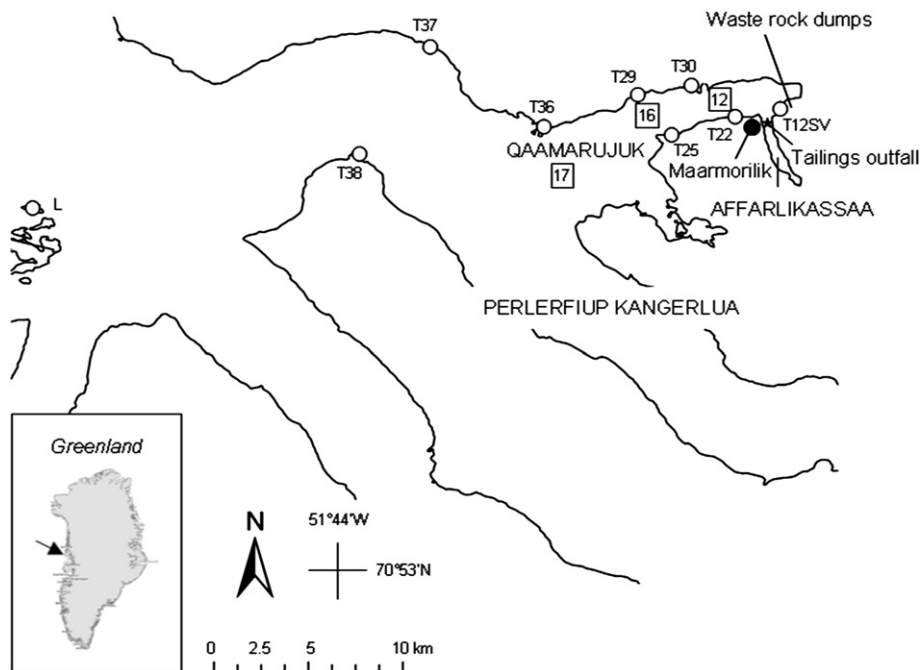 Waste rock dumps
T37
T29
T30
12
16
T36
T22
T12SV
T25
QAAMARUJUK
Tailings outfall
Maarmorilik
T38
17
AFFARLIKASSAA
L
PERLERFIUP KANGERLUA
Greenland
N
51°44'W
70°53'N
0 2.5 5 10 km